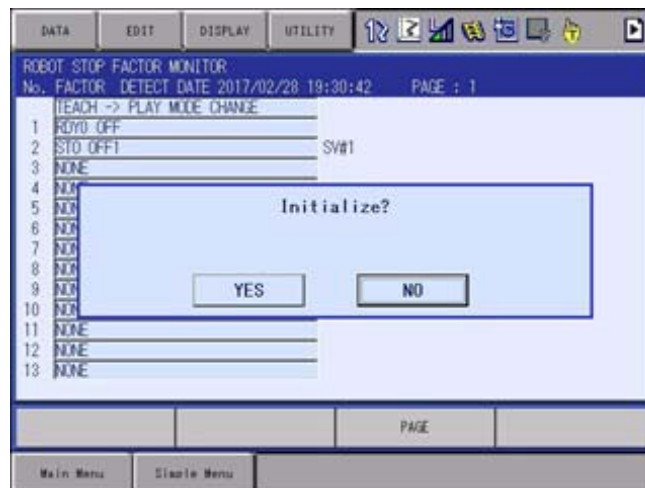 DATA EDIT DISPLAY UTILITY
ROBOT STOP FACTOR MONITOR
No. FACTOR DETECT DATE 2017/02/28 19:30:42 PAGE : 1
TEACH -> PLAY MODE CHANGE
1 RDY0 OFF
2 STO OFF1 SV#1
3 NONE
4
5
6
7
8
9
10
Initialize?
YES NO
11 NONE
12 NONE
13 NONE
PAGE
Main Menu Simple Menu